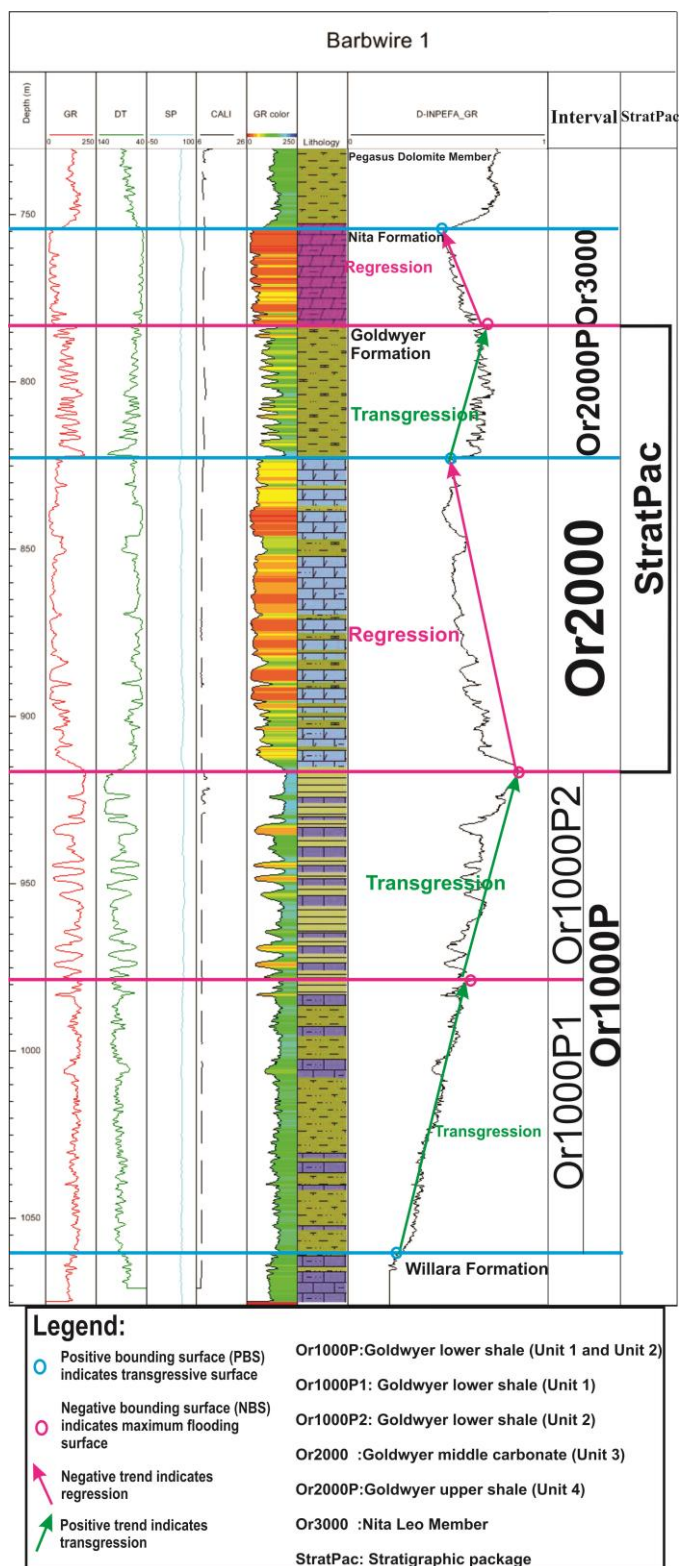 Barbwire 1
Depth (m)
GR
DT
SP
CALI
GR color
D-INPEFA_GR
Interval
StratPac
0 250
140 40
-50 100
6 26
0 250
Lithology
0 1
Pegasus Dolomite Member
750
Nita Formation
Regression
Or3000
Goldwyer
Formation
800
Transgression
Or2000P
850
Regression
Or2000
StratPac
900
950
Transgression
Or1000P2
Or1000P
1000
Or1000P1
Transgression
1050
Willara Formation
Legend:
Positive bounding surface (PBS)
indicates transgressive surface
Negative bounding surface (NBS)
indicates maximum flooding
surface
Negative trend indicates
regression
Positive trend indicates
transgression
Or1000P:Goldwyer lower shale (Unit 1 and Unit 2)
Or1000P1: Goldwyer lower shale (Unit 1)
Or1000P2: Goldwyer lower shale (Unit 2)
Or2000 :Goldwyer middle carbonate (Unit 3)
Or2000P:Goldwyer upper shale (Unit 4)
Or3000 :Nita Leo Member
StratPac: Stratigraphic package